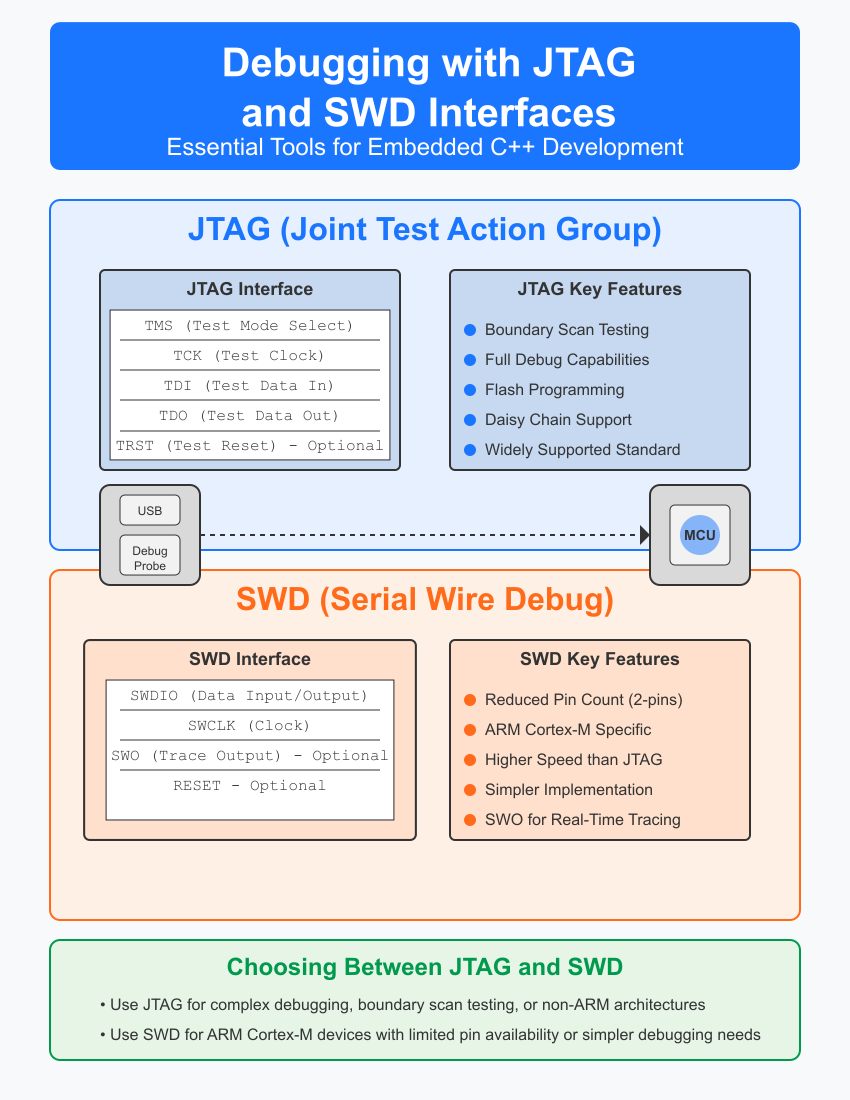 Debugging with JTAG
and SWD Interfaces
Essential Tools for Embedded C++ Development
JTAG (Joint Test Action Group)
JTAG Interface
TMS (Test Mode Select)
TCK (Test Clock)
TDI (Test Data In)
TDO (Test Data Out)
TRST (Test Reset) - Optional
JTAG Key Features
Boundary Scan Testing
Full Debug Capabilities
Flash Programming
Daisy Chain Support
Widely Supported Standard
USB
Debug
Probe
MCU
SWD (Serial Wire Debug)
SWD Interface
SWDIO (Data Input/Output)
SWCLK (Clock)
SWO (Trace Output) - Optional
RESET - Optional
SWD Key Features
Reduced Pin Count (2-pins)
ARM Cortex-M Specific
Higher Speed than JTAG
Simpler Implementation
SWO for Real-Time Tracing
Choosing Between JTAG and SWD
• Use JTAG for complex debugging, boundary scan testing, or non-ARM architectures
• Use SWD for ARM Cortex-M devices with limited pin availability or simpler debugging needs